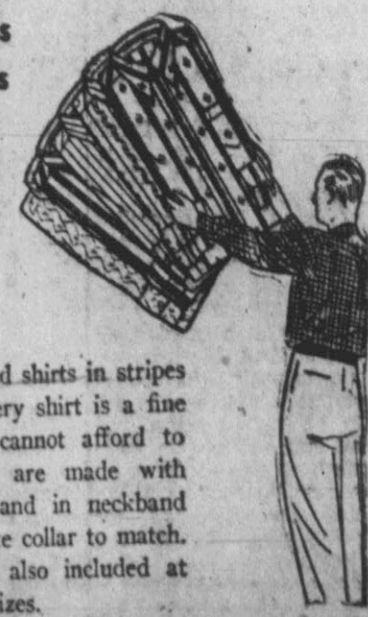 s
s
d shirts in stripes
ery shirt is a fine
cannot afford to
are made with
and in neckband
e collar to match.
also included at
izes.